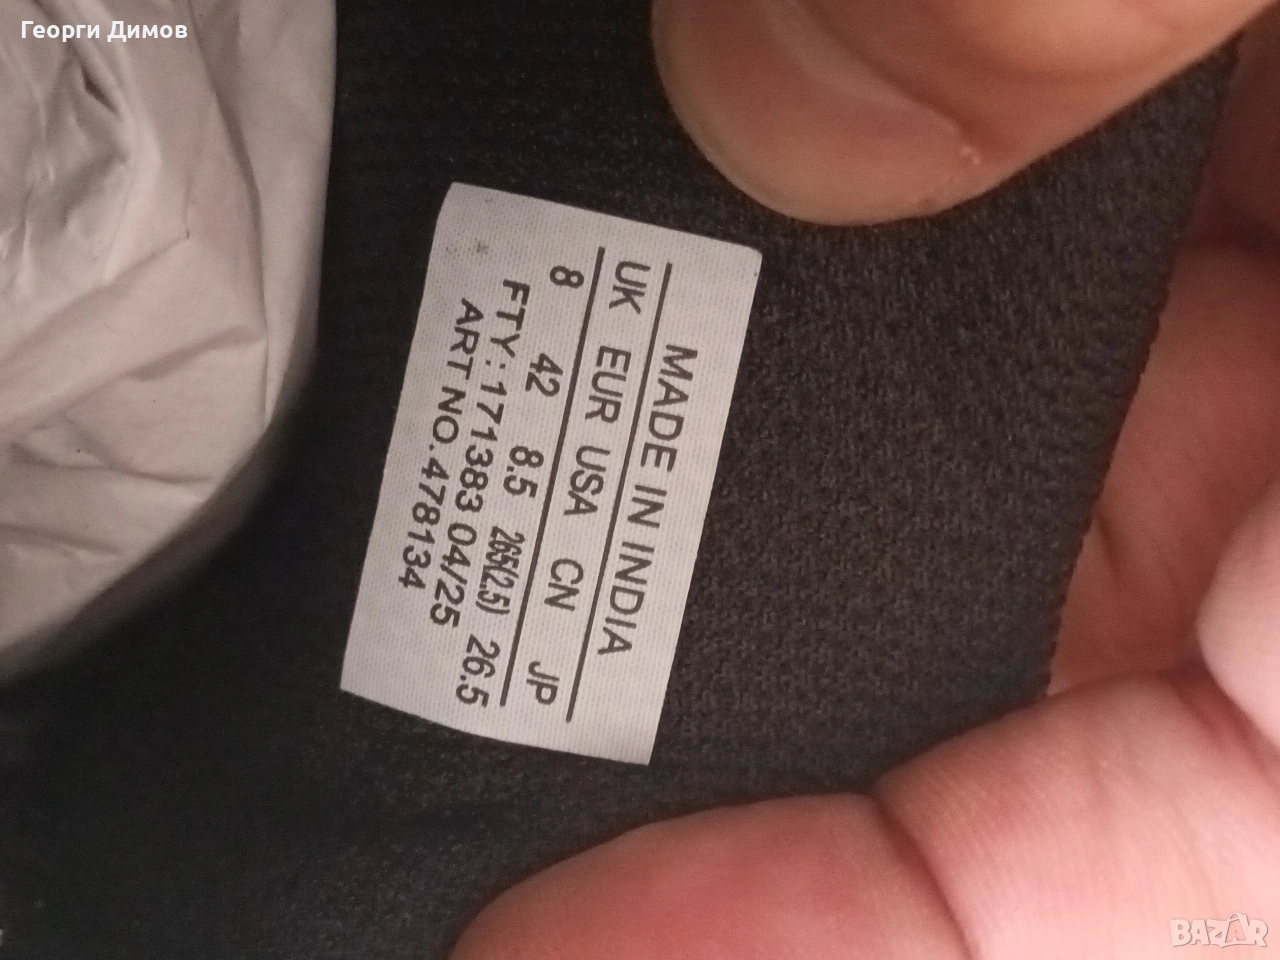 Георги Димов
MADE IN INDIA
UK EUR USA CN JP
8 42 8.5 265(2.5) 26.5
FTY: 171383 04/25
ART NO.478134
BAZAR